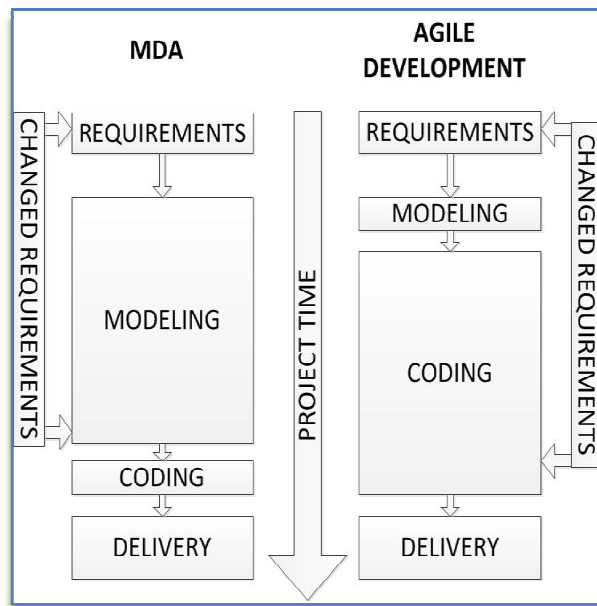 MDA
CHANGED REQUIREMENTS
REQUIREMENTS
MODELING
CODING
DELIVERY
PROJECT TIME
AGILE
DEVELOPMENT
REQUIREMENTS
MODELING
CODING
DELIVERY
CHANGED REQUIREMENTS